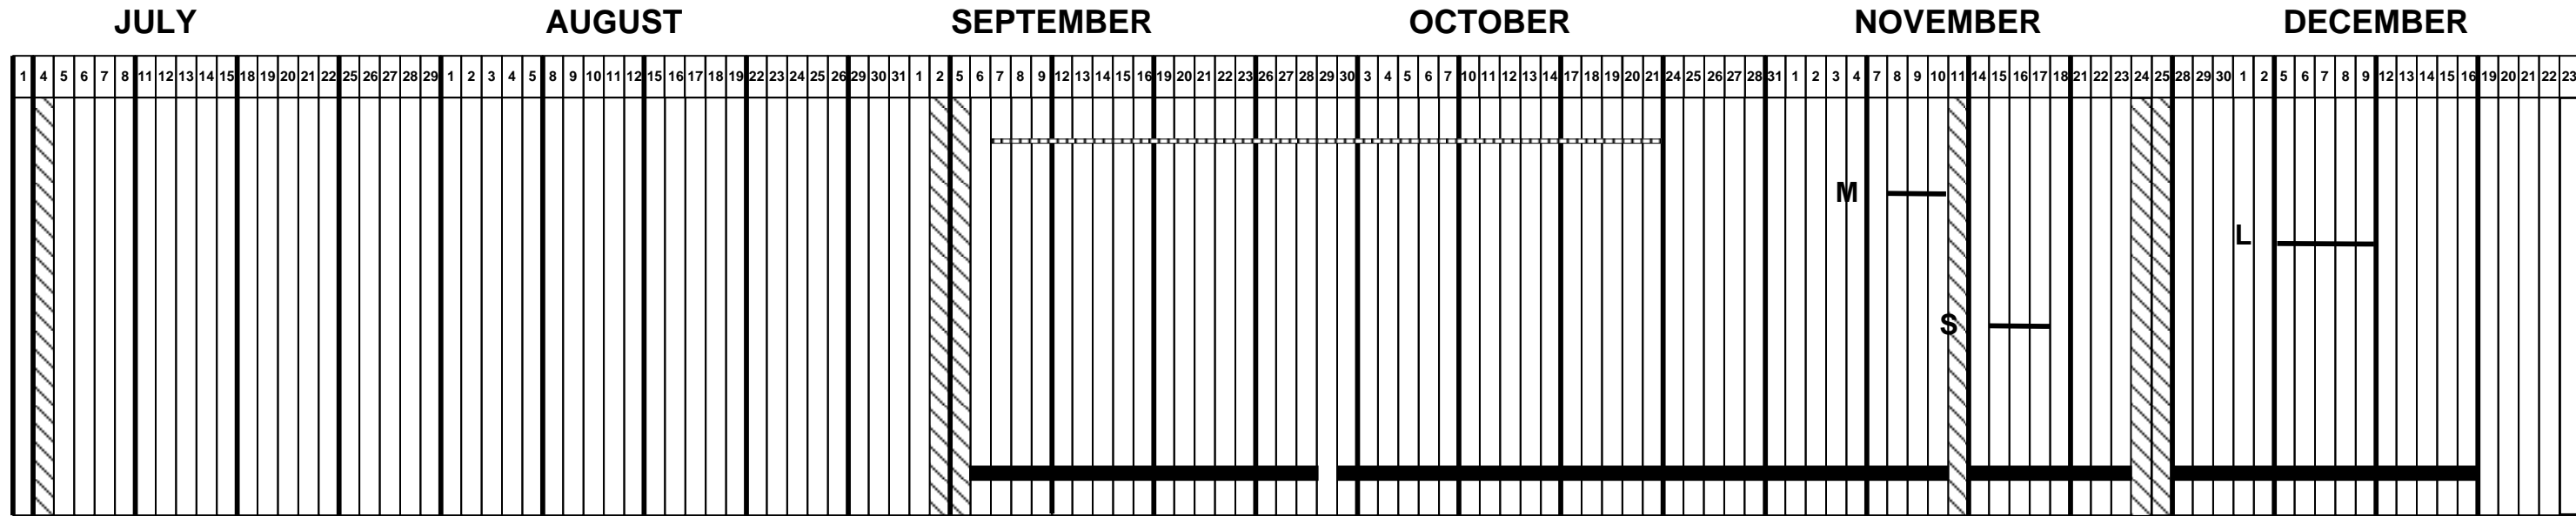 JULY AUGUST SEPTEMBER OCTOBER NOVEMBER DECEMBER
1 4 5 6 7 8 11 12 13 14 15 18 19 20 21 22 25 26 27 28 29 1 2 3 4 5 8 9 10 11 12 15 16 17 18 19 22 23 24 25 26 29 30 31 1 2 5 6 7 8 9 12 13 14 15 16 19 20 21 22 23 26 27 28 29 30 3 4 5 6 7 10 11 12 13 14 17 18 19 20 21 24 25 26 27 28 31 1 2 3 4 7 8 9 10 11 14 15 16 17 18 21 22 23 24 25 28 29 30 1 2 5 6 7 8 9 12 13 14 15 16 19 20 21 22 23
M
L
S